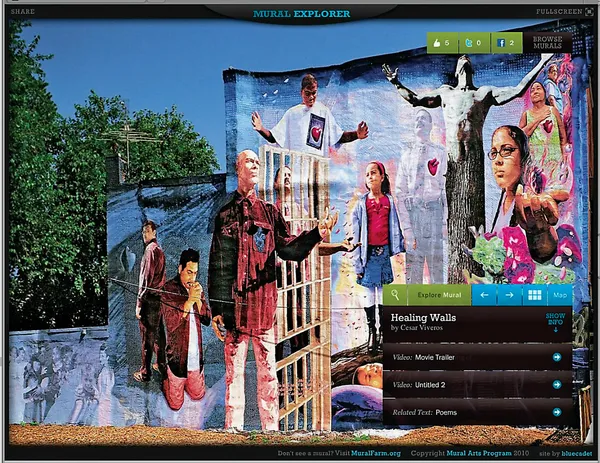 SHARE
MURAL EXPLORER
FULLSCREEN
5
0
2
BROWSE
MURALS
Explore Mural
Map
Healing Walls
by Cesar Viveros
SHOW
INFO
Video: Movie Trailer
Video: Untitled 2
Related Text: Poems
Don't see a mural? Visit MuralFarm.org
Copyright Mural Arts Program 2010
site by bluecadet